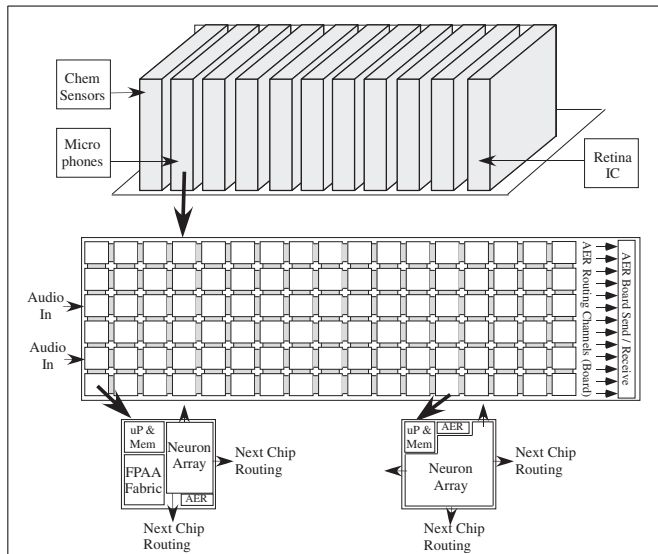 Chem
Sensors
Micro
phones
Retina
IC
Audio
In
Audio
In
AER Routing Channels (Board)
AER Board Send / Receive
uP &
Mem
Neuron
Array
FPAA
Fabric
AER
Next Chip
Routing
Next Chip
Routing
uP &
Mem
AER
Neuron
Array
Next Chip
Routing
Next Chip
Routing